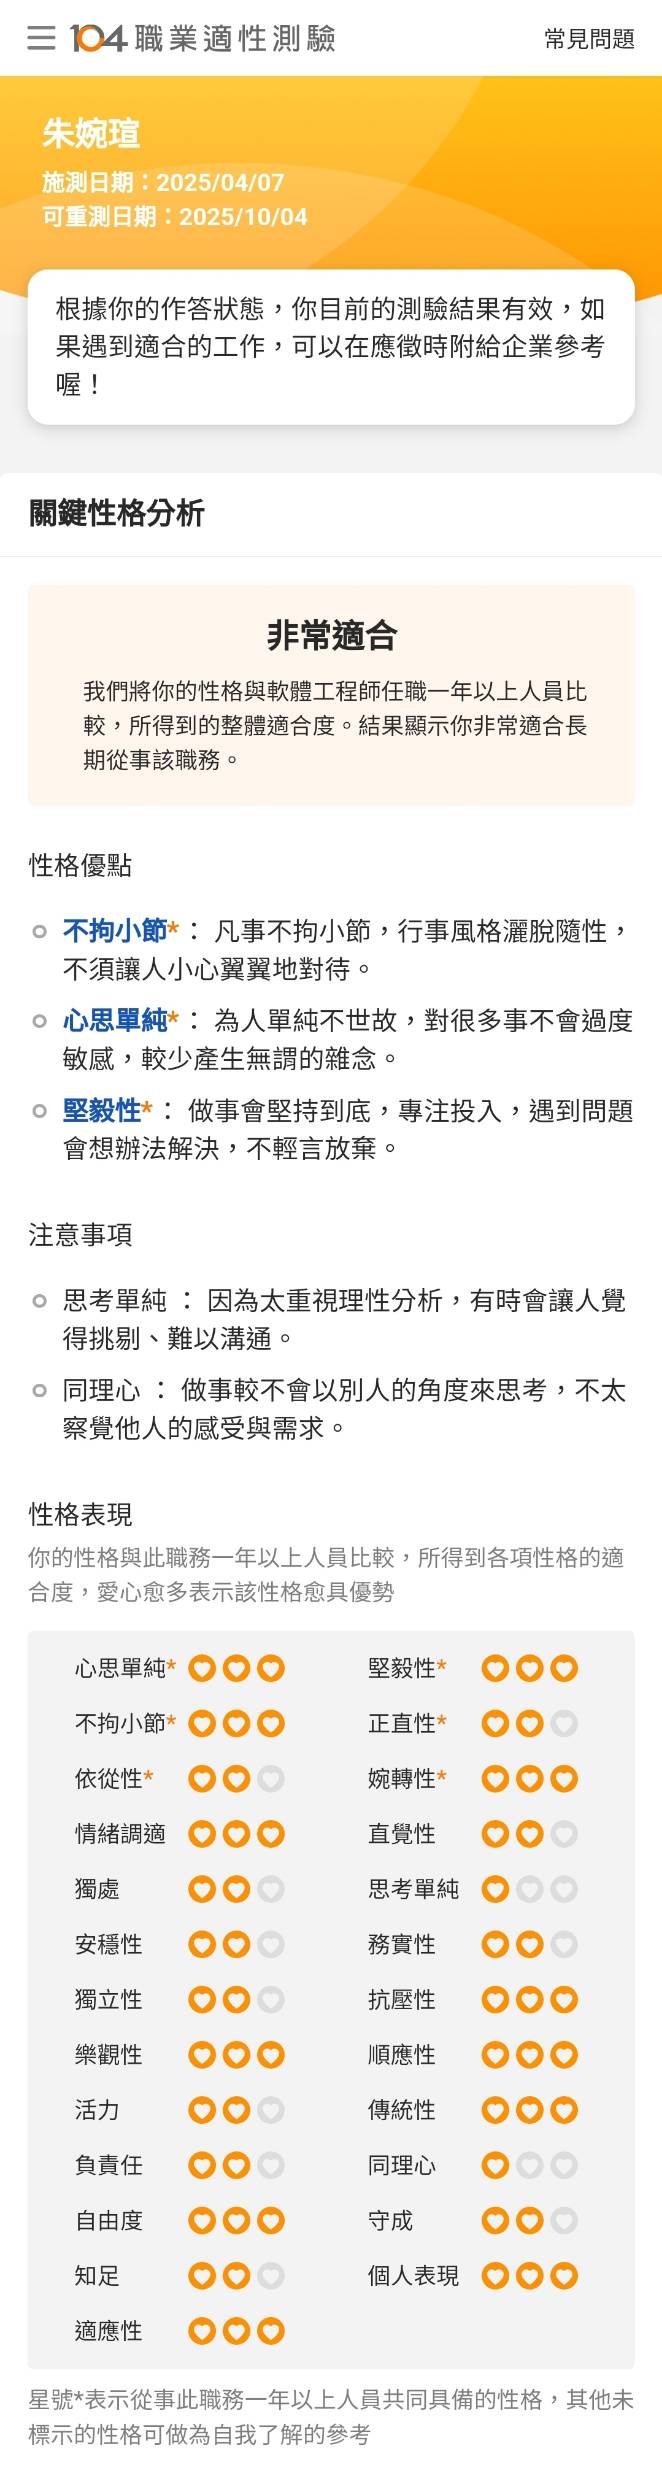 104 職業適性測驗
常見問題
朱婉瑄
施測日期：2025/04/07
可重測日期：2025/10/04
根據你的作答狀態，你目前的測驗結果有效，如
果遇到適合的工作，可以在應徵時附給企業參考
喔！
關鍵性格分析
非常適合
我們將你的性格與軟體工程師任職一年以上人員比
較，所得到的整體適合度。結果顯示你非常適合長
期從事該職務。
性格優點
不拘小節*： 凡事不拘小節，行事風格灑脫隨性，
不須讓人小心翼翼地對待。
心思單純*： 為人單純不世故，對很多事不會過度
敏感，較少產生無謂的雜念。
堅毅性*： 做事會堅持到底，專注投入，遇到問題
會想辦法解決，不輕言放棄。
注意事項
思考單純 ： 因為太重視理性分析，有時會讓人覺
得挑剔、難以溝通。
同理心 ： 做事較不會以別人的角度來思考，不太
察覺他人的感受與需求。
性格表現
你的性格與此職務一年以上人員比較，所得到各項性格的適
合度，愛心愈多表示該性格愈具優勢
心思單純*
堅毅性*
不拘小節*
正直性*
依從性*
婉轉性*
情緒調適
直覺性
獨處
思考單純
安穩性
務實性
獨立性
抗壓性
樂觀性
順應性
活力
傳統性
負責任
同理心
自由度
守成
知足
個人表現
適應性
星號*表示從事此職務一年以上人員共同具備的性格，其他未
標示的性格可做為自我了解的參考